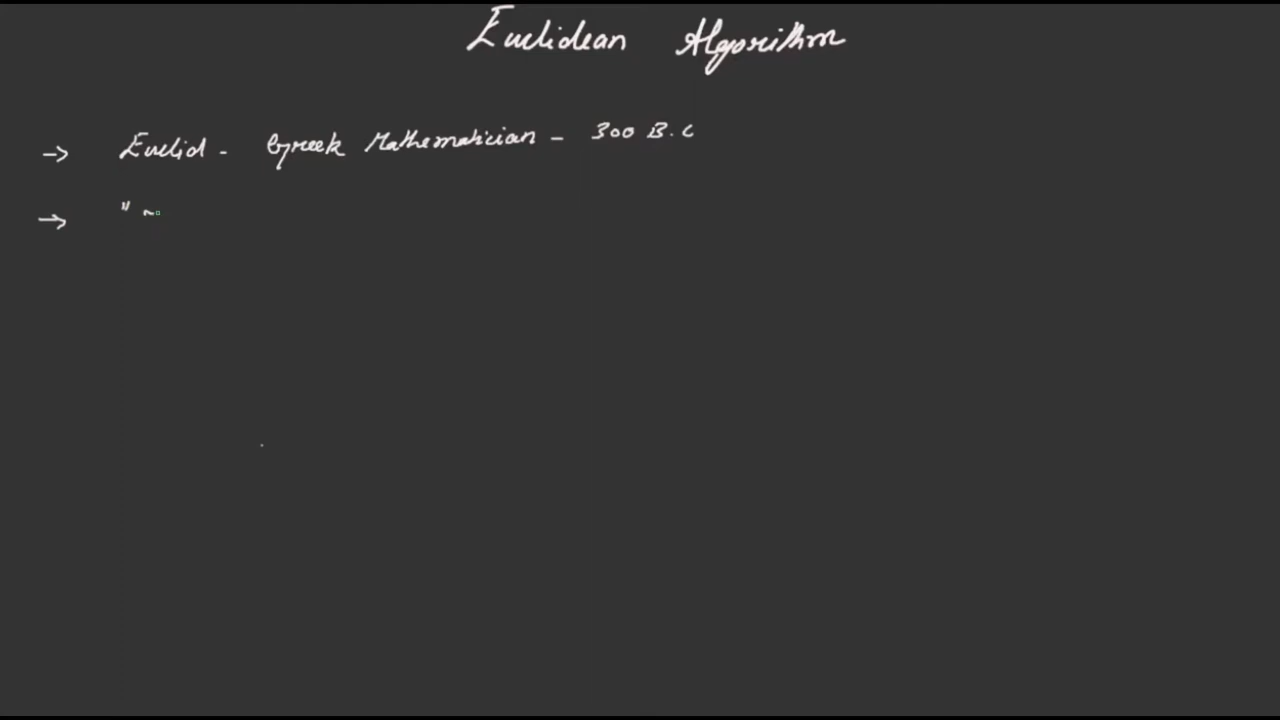 Euclidean Algorithm
→ Euclid - Greek Mathematician - 300 B.C
→ "